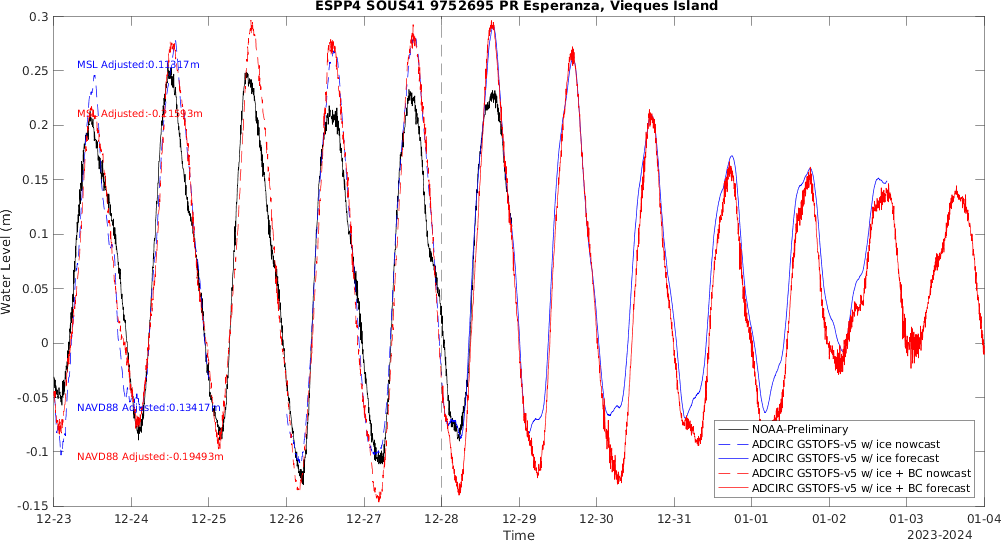 ESPP4 SOUS41 9752695 PR Esperanza, Vieques Island
0.3
0.25
0.2
0.15
0.1
0.05
0
-0.05
-0.1
-0.15
Water Level (m)
MSL Adjusted:0.11317m
MSL Adjusted:-0.21593m
NAVD88 Adjusted:0.13417m
NAVD88 Adjusted:-0.19493m
NOAA-Preliminary
ADCIRC GSTOFS-v5 w/ ice nowcast
ADCIRC GSTOFS-v5 w/ ice forecast
ADCIRC GSTOFS-v5 w/ ice + BC nowcast
ADCIRC GSTOFS-v5 w/ ice + BC forecast
12-23 12-24 12-25 12-26 12-27 12-28 12-29 12-30 12-31 01-01 01-02 01-03 01-04
Time
2023-2024